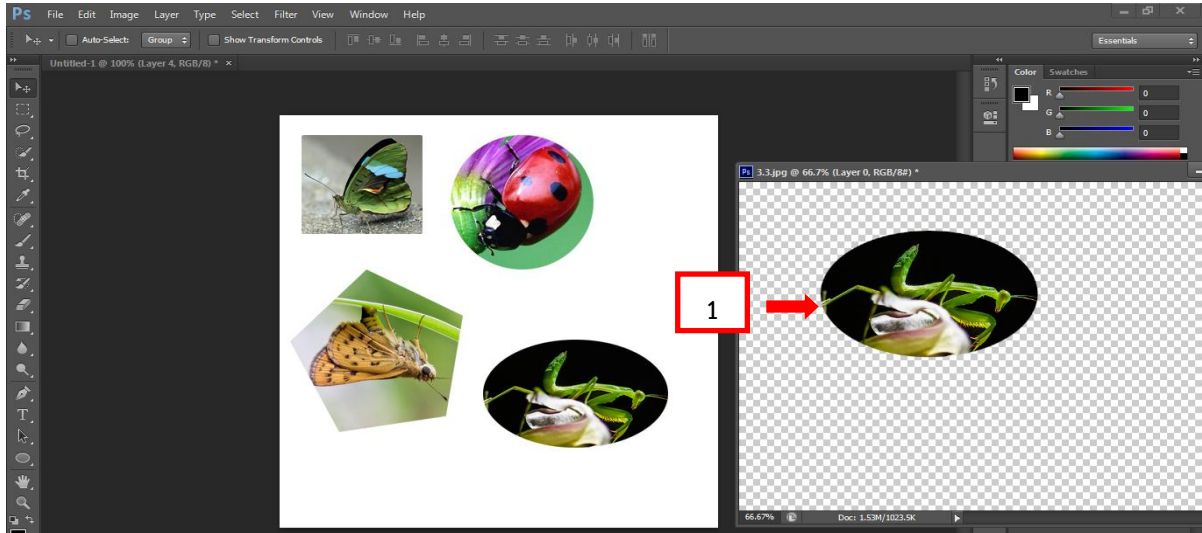 Ps File Edit Image Layer Type Select Filter View Window Help
Auto-Select: Group Show Transform Controls Essentials
Untitled-1 @ 100% (Layer 4, RGB/8) * ×
Color Swatches
R 0
G 0
B 0
Ps 3.3.jpg @ 66.7% (Layer 0, RGB/8#) *
1
T
66.67% Doc: 1.53M/1023.5K